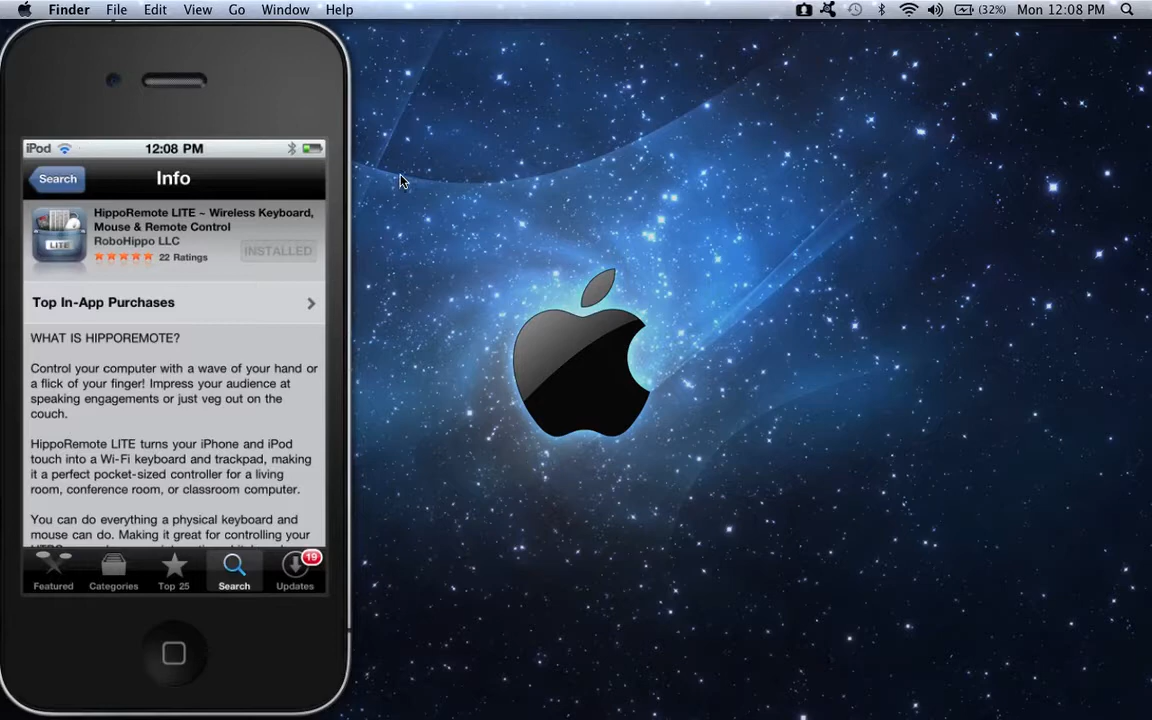 Finder File Edit View Go Window Help (32%) Mon 12:08 PM
iPod 12:08 PM
Search Info
HippoRemote LITE ~ Wireless Keyboard,
Mouse & Remote Control
RoboHippo LLC
22 Ratings
INSTALLED
LITE
Top In-App Purchases
WHAT IS HIPPOREMOTE?
Control your computer with a wave of your hand or
a flick of your finger! Impress your audience at
speaking engagements or just veg out on the
couch.
HippoRemote LITE turns your iPhone and iPod
touch into a Wi-Fi keyboard and trackpad, making
it a perfect pocket-sized controller for a living
room, conference room, or classroom computer.
You can do everything a physical keyboard and
mouse can do. Making it great for controlling your
19
Featured Categories Top 25 Search Updates